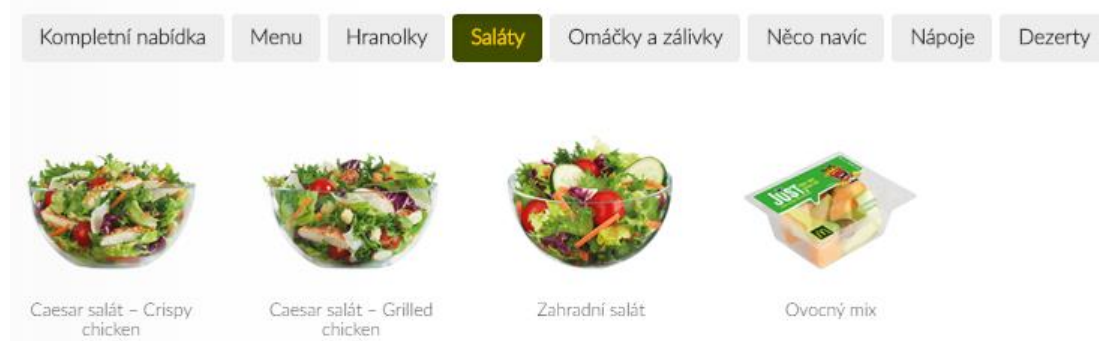 Kompletní nabídka Menu Hranolky Saláty Omáčky a zálivky Něco navíc Nápoje Dezerty
JUST
Caesar salát – Crispy chicken
Caesar salát – Grilled chicken
Zahradní salát
Ovocný mix